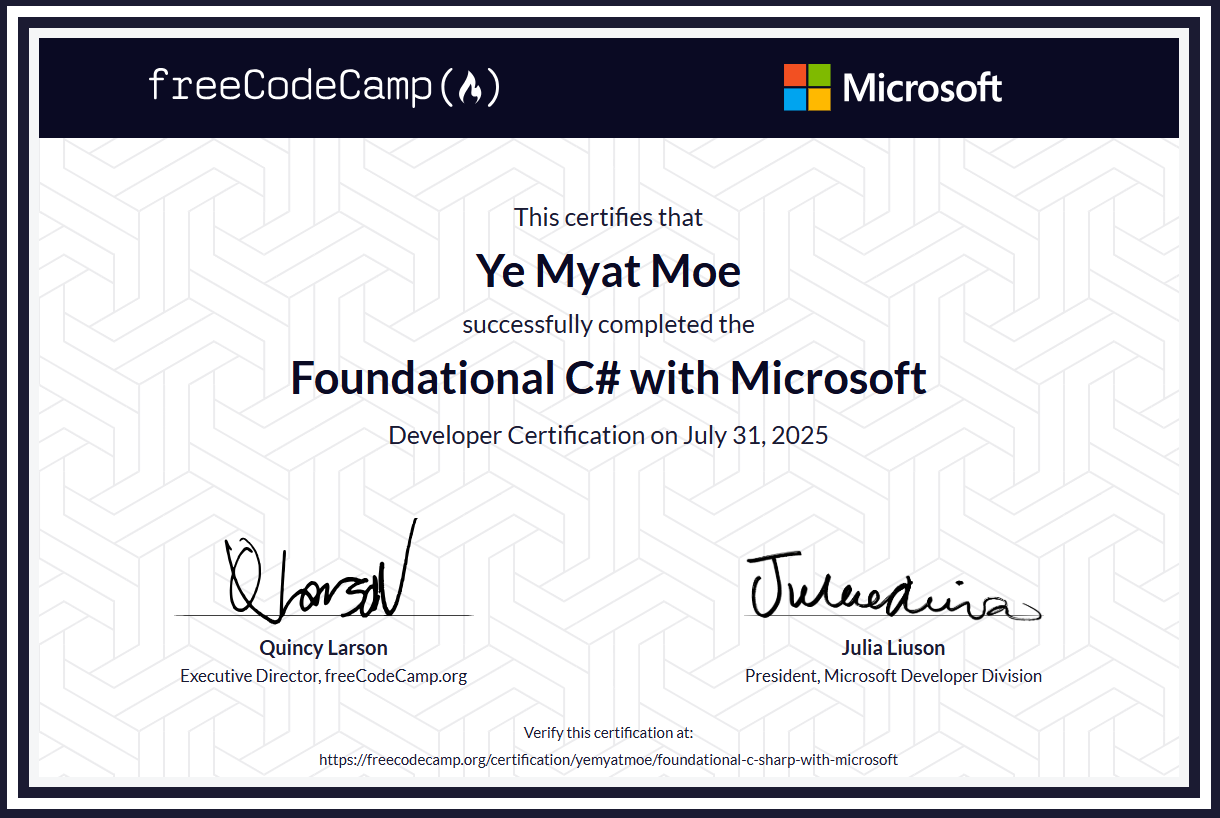 freeCodeCamp
Microsoft
This certifies that
Ye Myat Moe
successfully completed the
Foundational C# with Microsoft
Developer Certification on July 31, 2025
QLarson
Quincy Larson
Julia Liuson
Executive Director, freeCodeCamp.org
President, Microsoft Developer Division
Verify this certification at:
https://freecodecamp.org/certification/yemyatmoe/foundational-c-sharp-with-microsoft